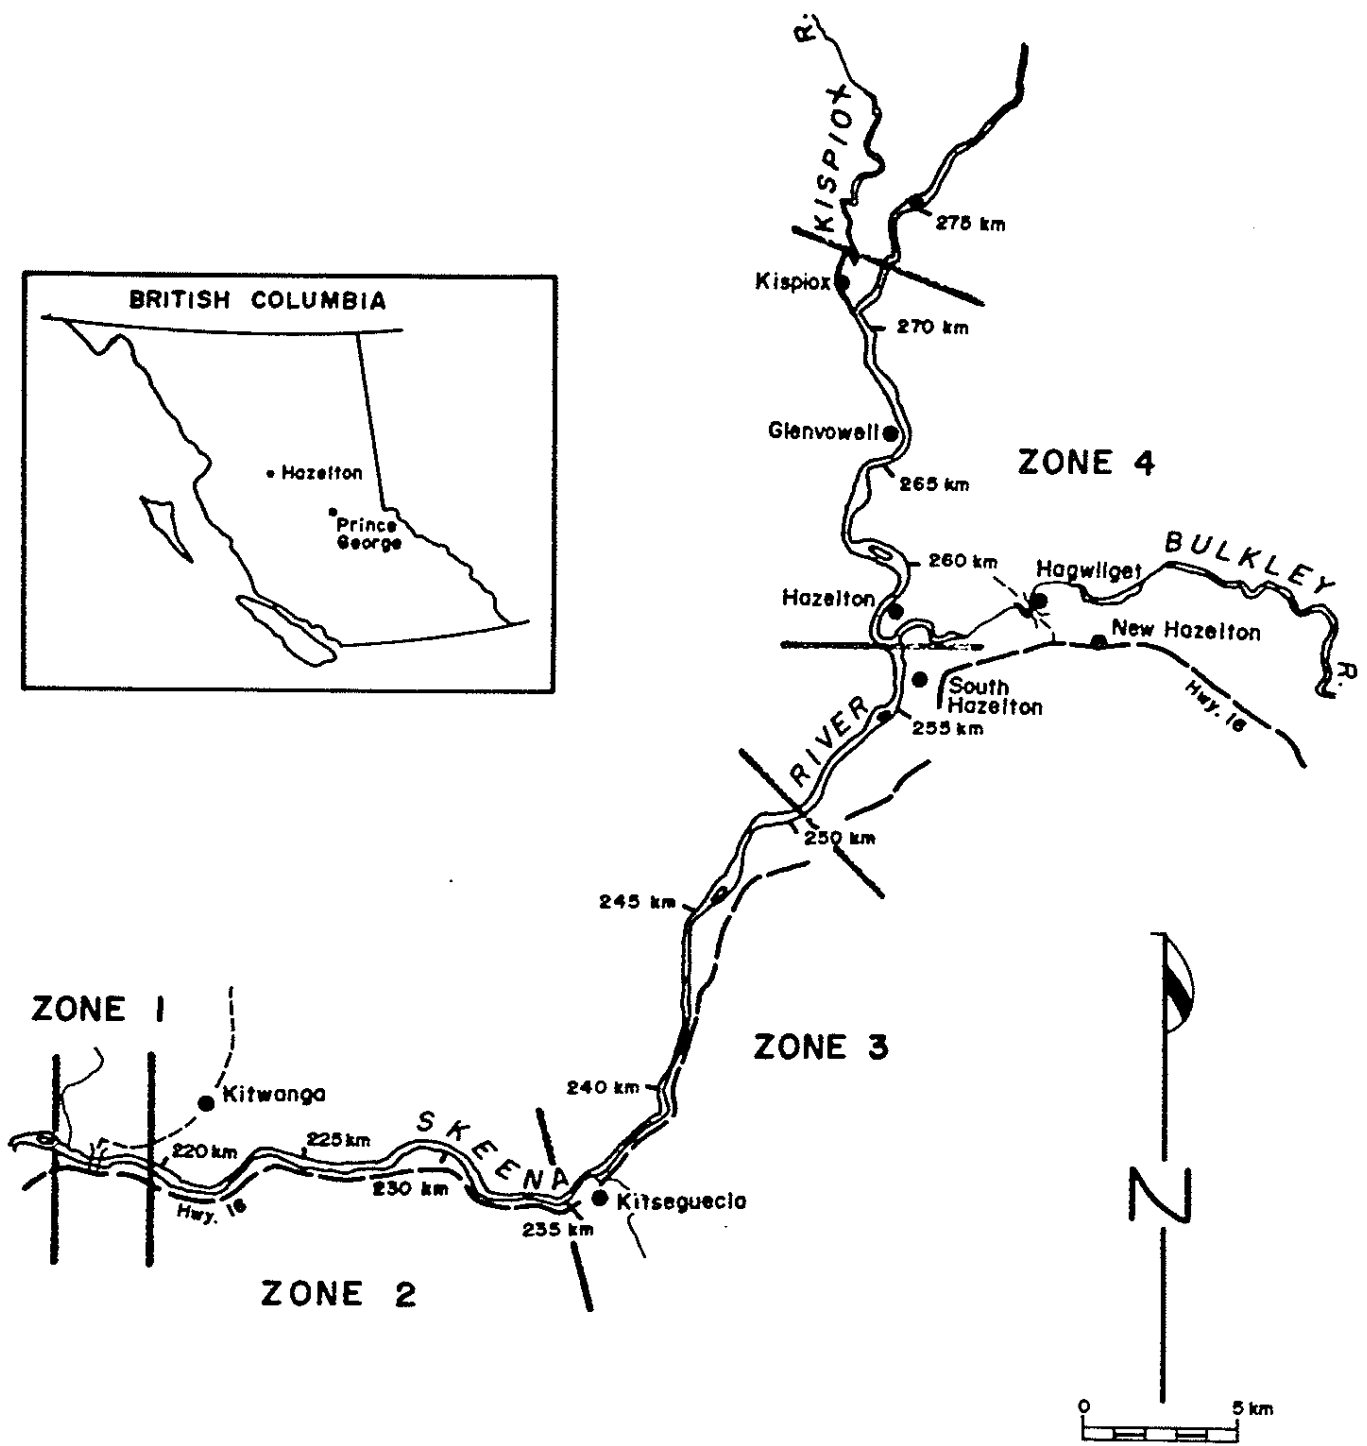 R.
KISPIOX
275 km
Kispiox
270 km
BRITISH COLUMBIA
Hazelton
Prince
George
Glenvowell
ZONE 4
265 km
260 km
Hagwilget
BULKLEY
R.
Hazelton
New Hazelton
South
Hazelton
Hwy. 16
RIVER
255 km
250 km
245 km
ZONE 1
ZONE 3
240 km
Kitwanga
SKEENA
220 km
225 km
230 km
Hwy. 16
Kitseguecla
235 km
ZONE 2
N
0
5 km